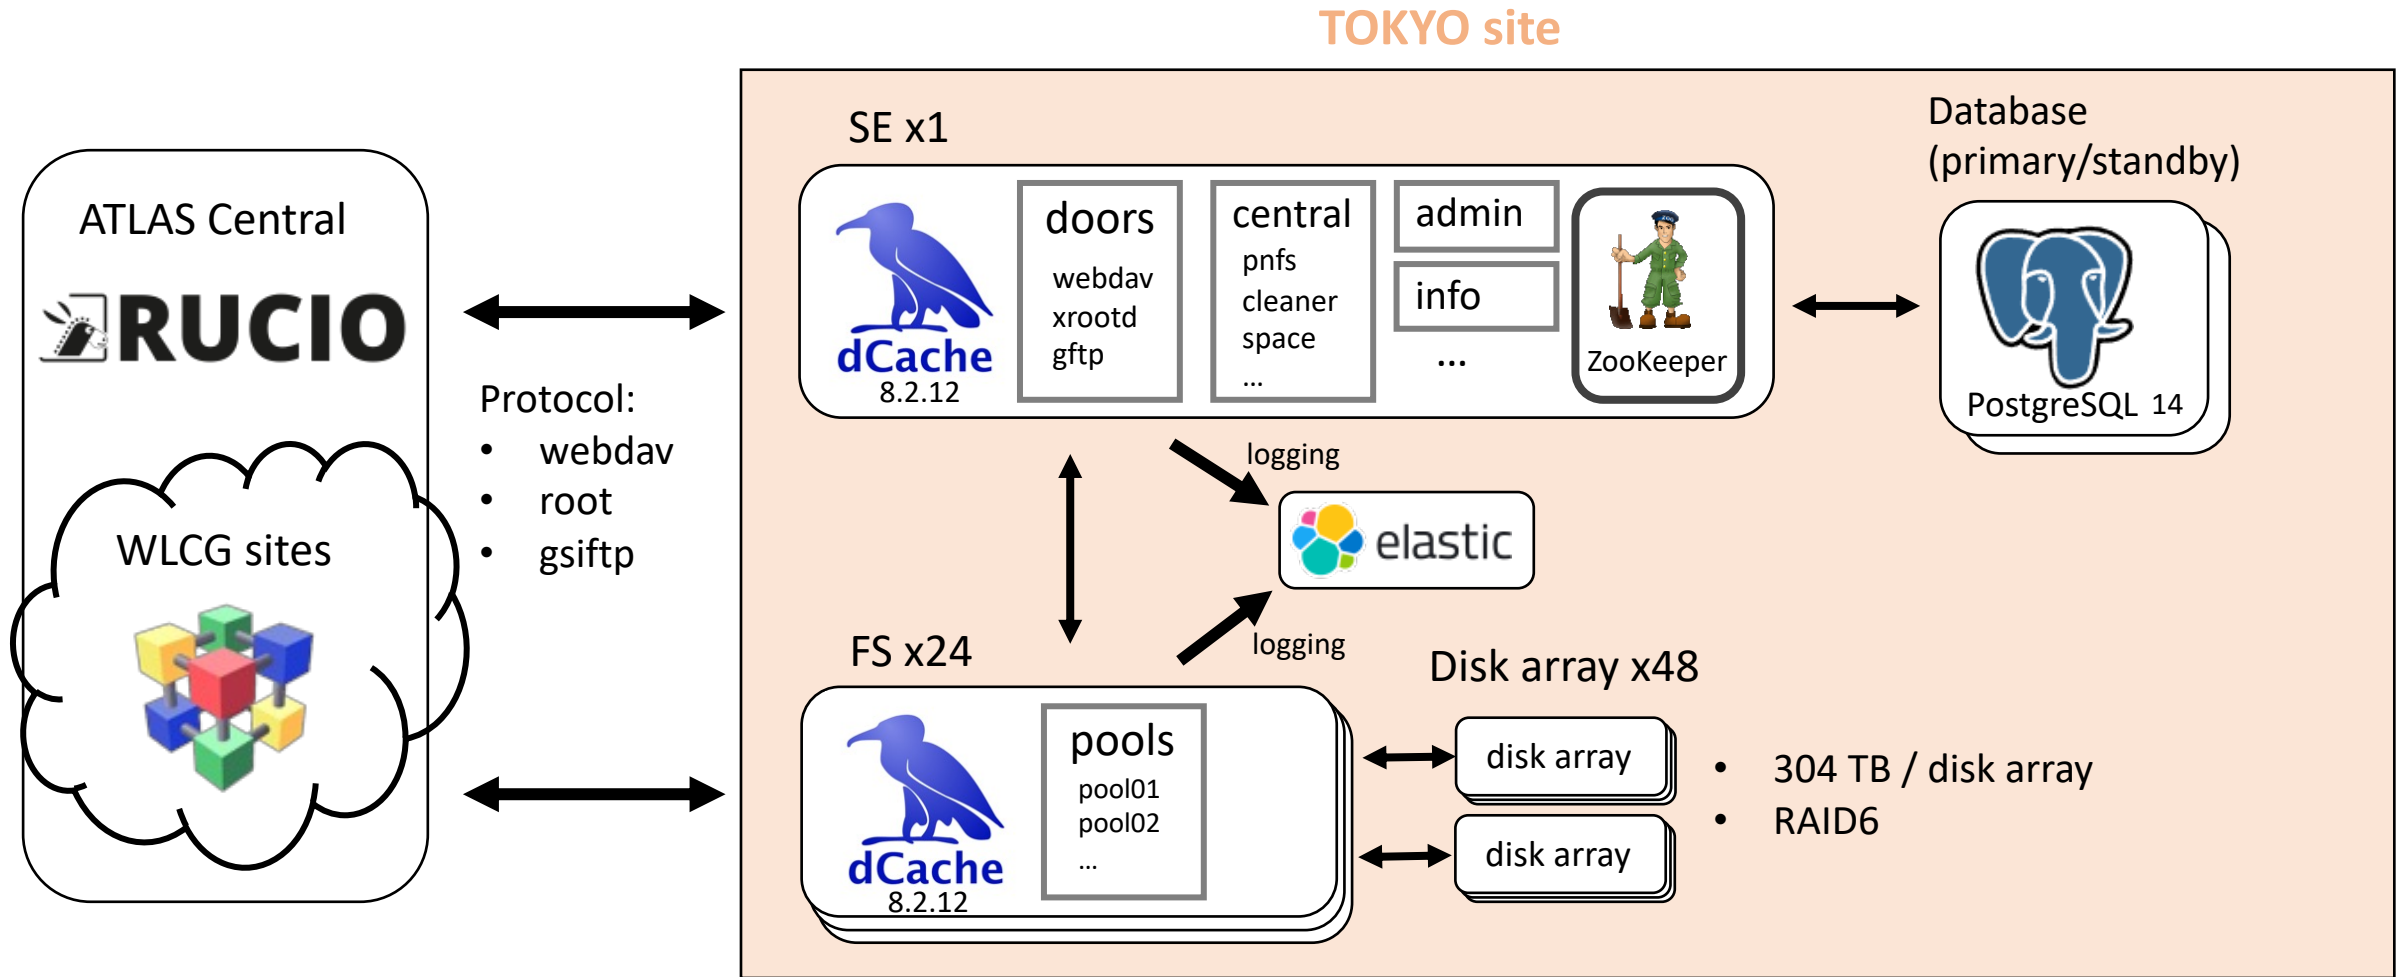 TOKYO site
ATLAS Central
RUCIO
WLCG sites
Protocol:
• webdav
• root
• gsiftp
SE x1
dCache
8.2.12
doors
webdav
xrootd
gftp
central
pnfs
cleaner
space
...
admin
info
...
ZOO
ZooKeeper
Database
(primary/standby)
PostgreSQL 14
logging
elastic
logging
FS x24
dCache
8.2.12
pools
pool01
pool02
...
Disk array x48
disk array
disk array
• 304 TB / disk array
• RAID6